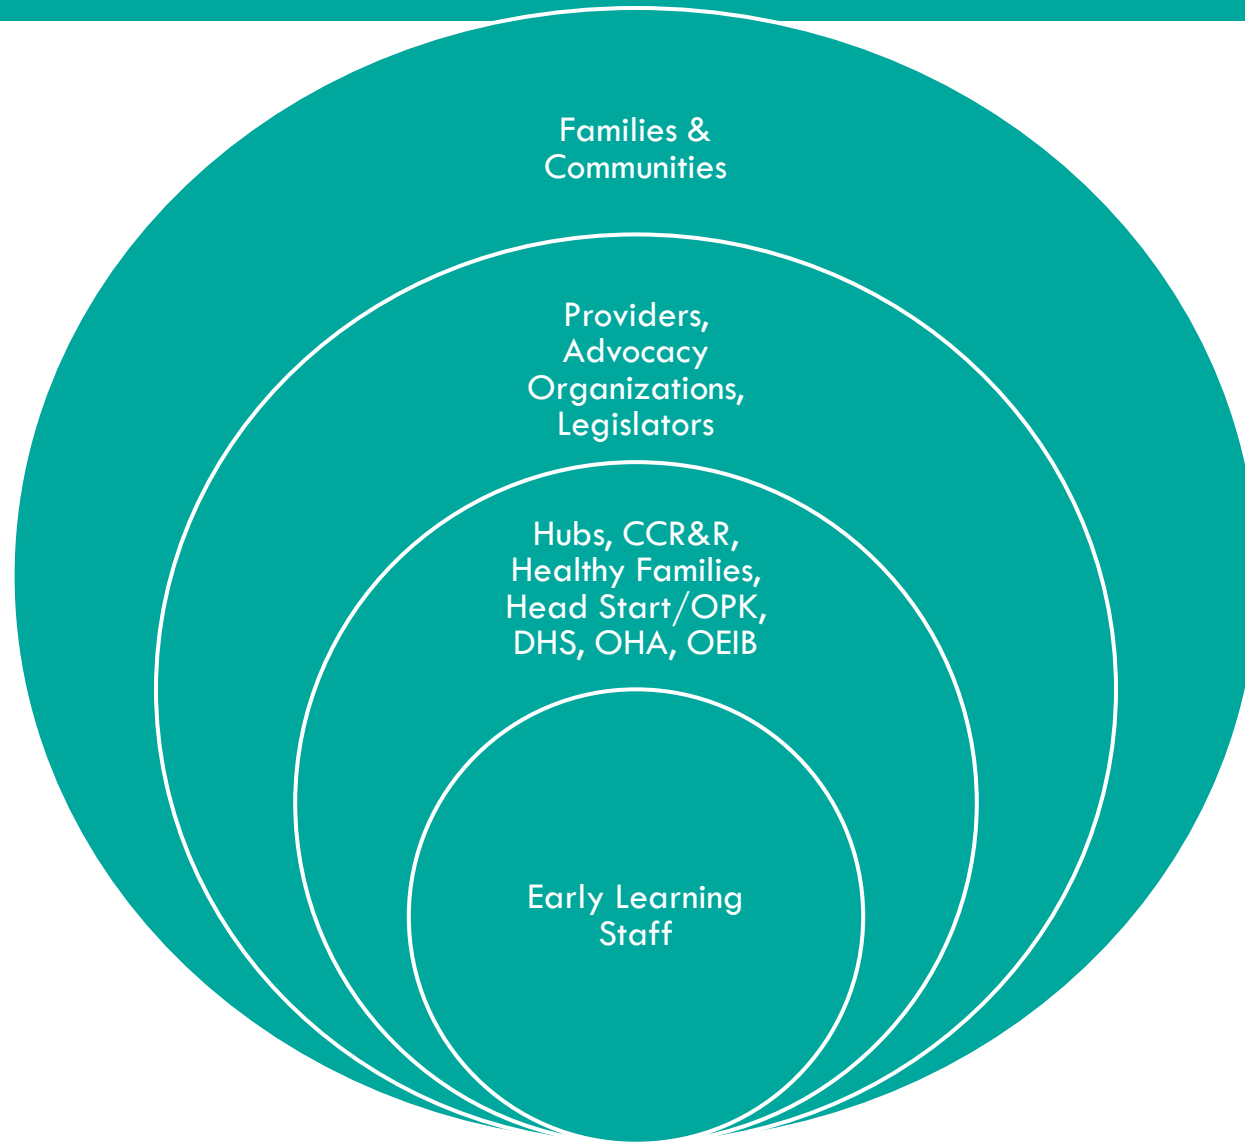 Families &
Communities
Providers,
Advocacy
Organizations,
Legislators
Hubs, CCR&R,
Healthy Families,
Head Start/OPK,
DHS, OHA, OEIB
Early Learning
Staff